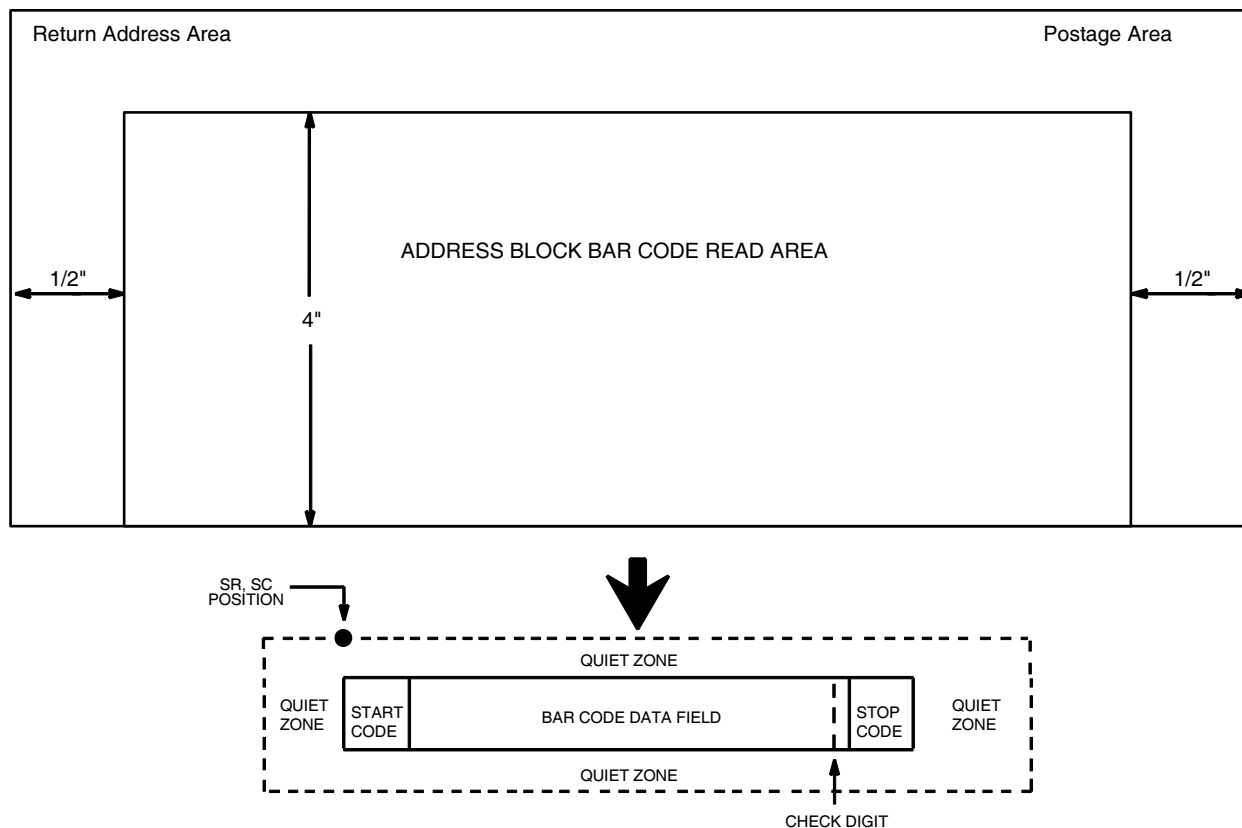 Return Address Area
Postage Area
ADDRESS BLOCK BAR CODE READ AREA
1/2"
1/2"
4"
SR, SC
POSITION
QUIET ZONE
QUIET
ZONE
START
CODE
BAR CODE DATA FIELD
STOP
CODE
QUIET
ZONE
QUIET ZONE
CHECK DIGIT